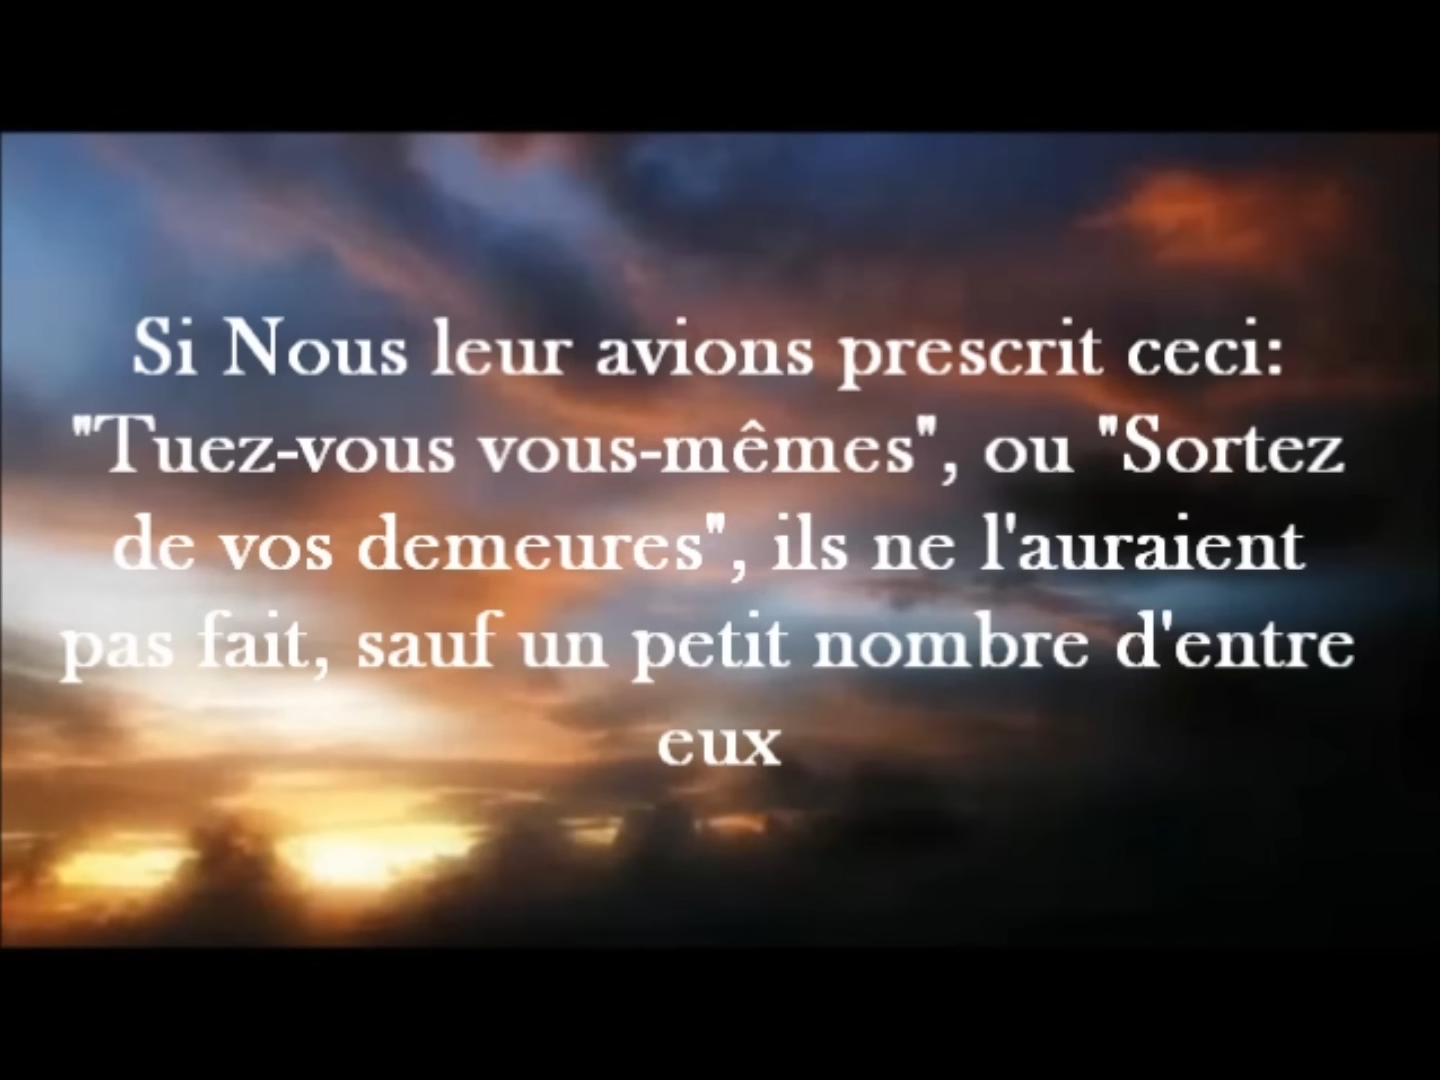 Si Nous leur avions prescrit ceci:
"Tuez-vous vous-mêmes", ou "Sortez
de vos demeures", ils ne l'auraient
pas fait, sauf un petit nombre d'entre
eux